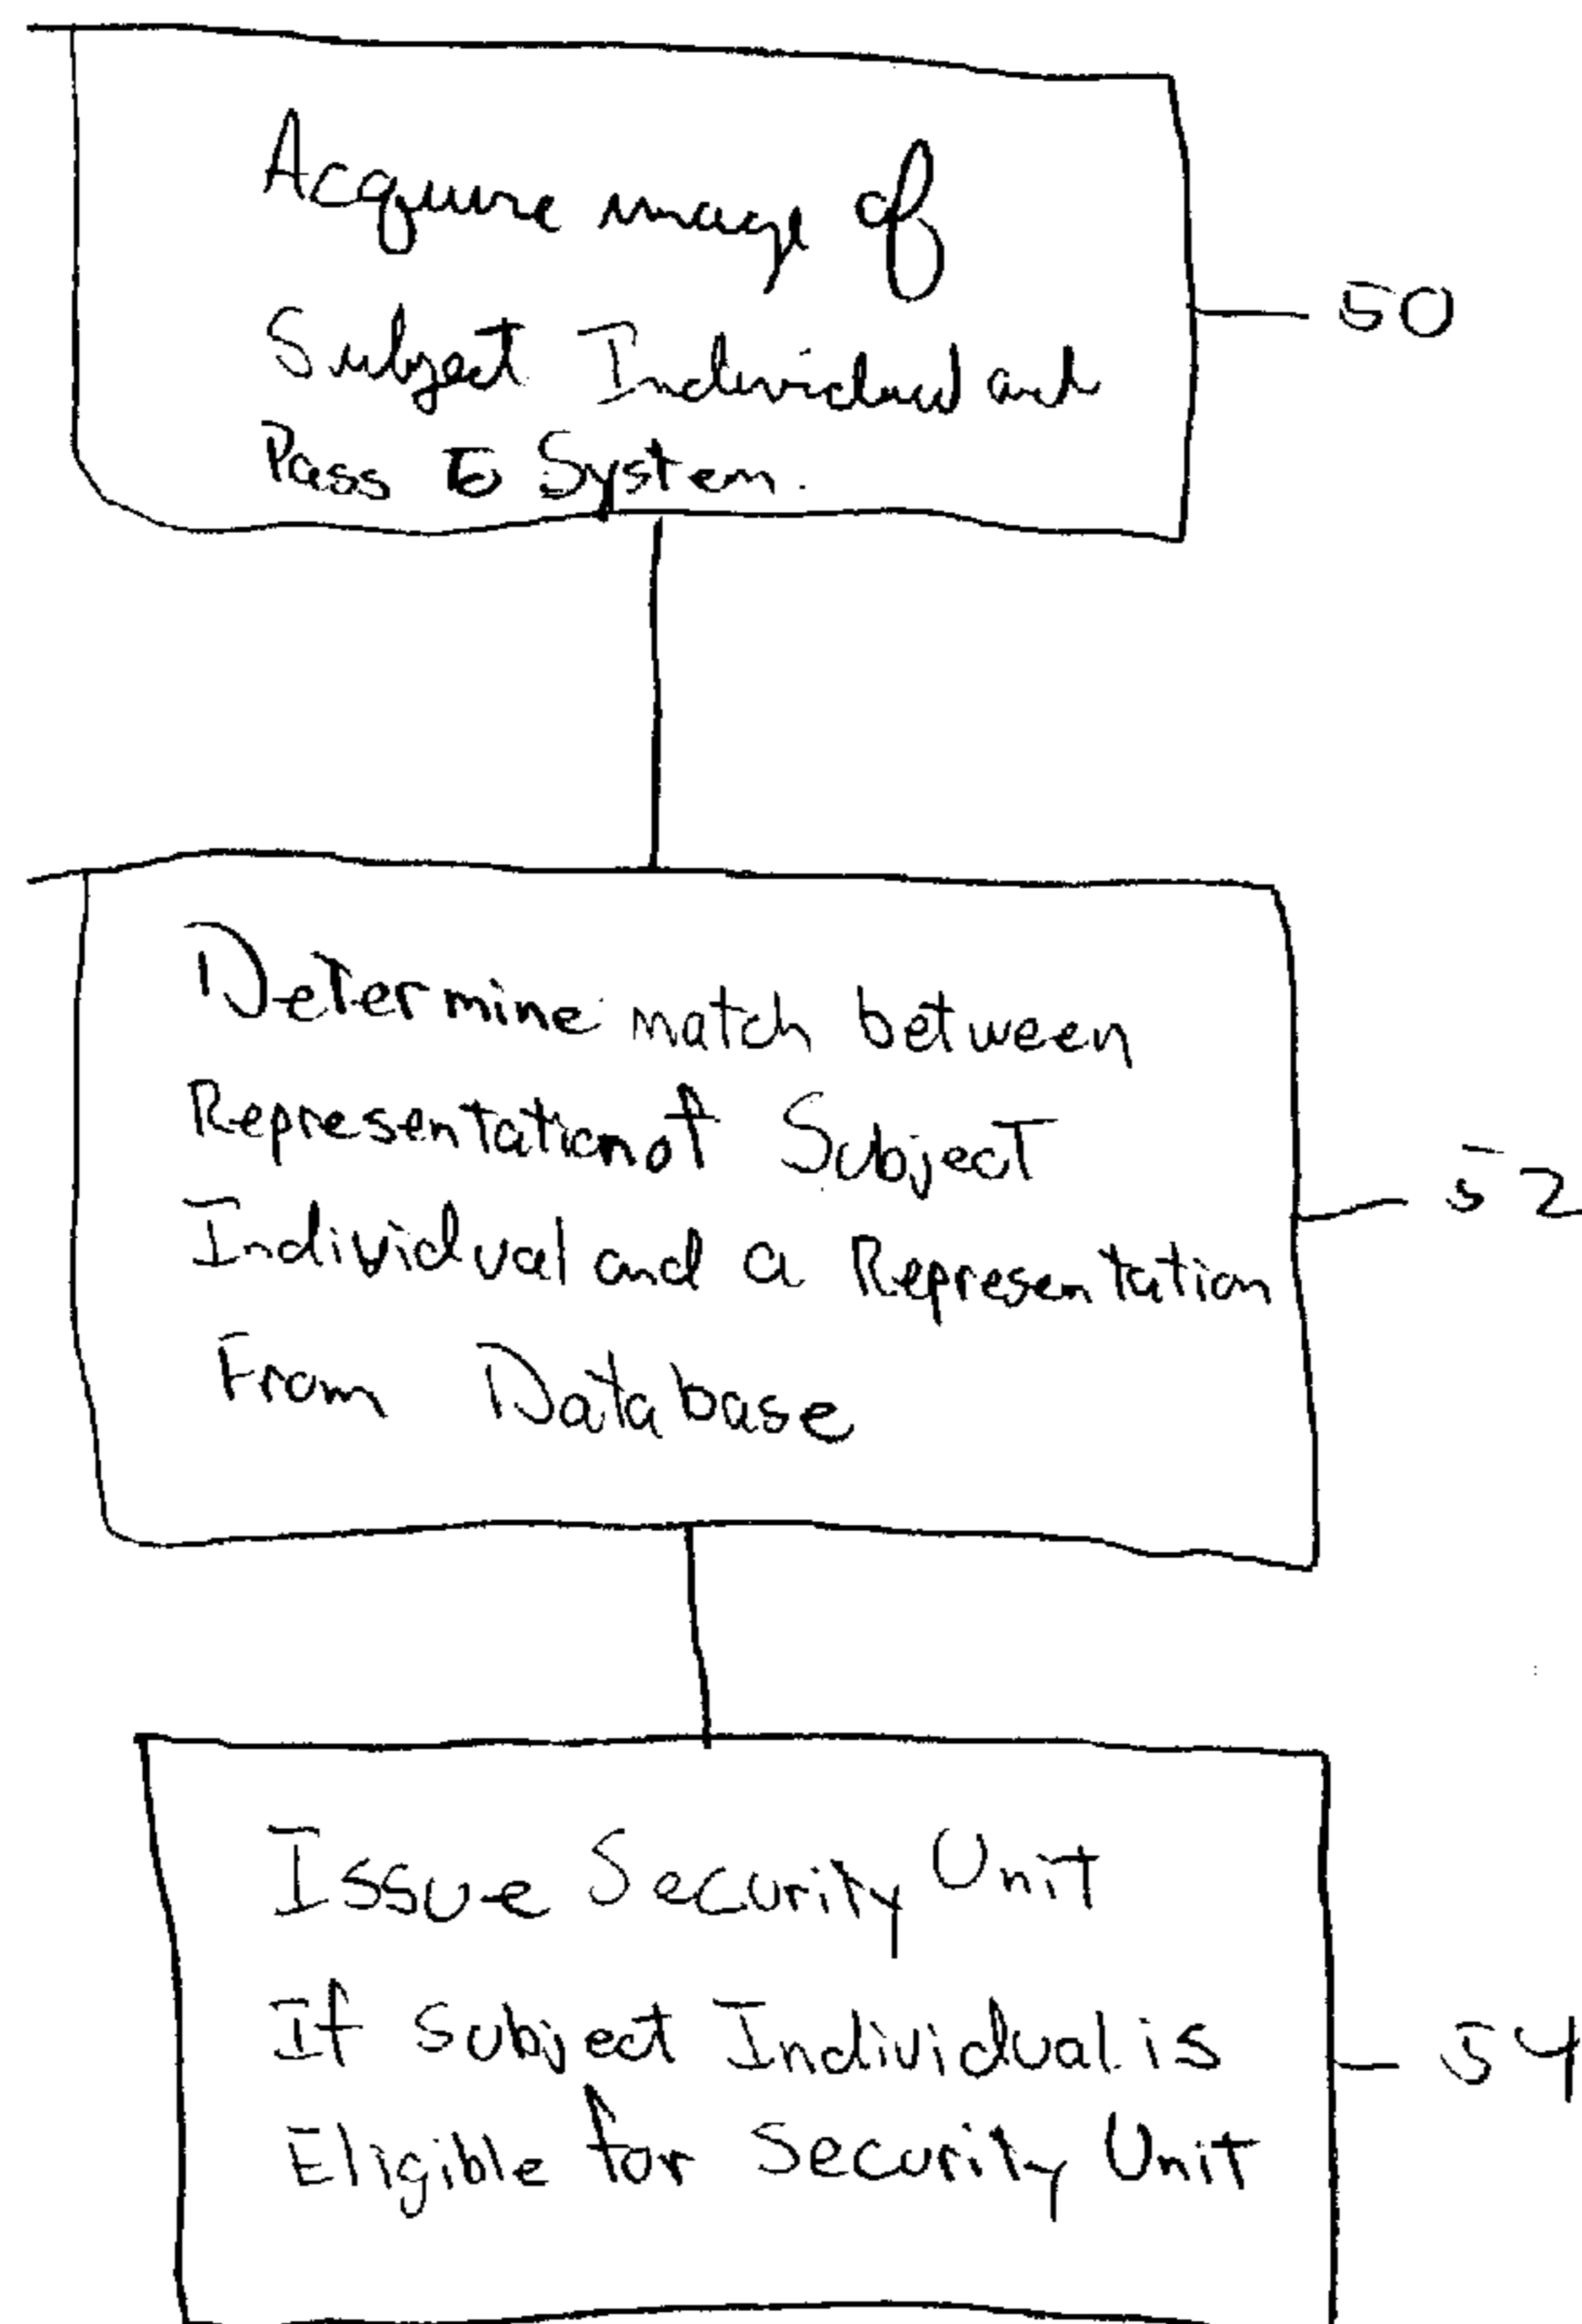 Acquire image of
Subject Individual and
Pass to System.
50
Determine match between
Representation of Subject
Individual and a Representation
From Database
52
Issue Security Unit
If Subject Individual is
Eligible for Security Unit
54